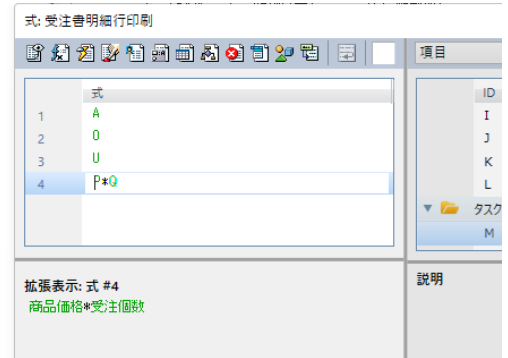 式: 受注書明細行印刷
項目
式
1 A
2 O
3 U
4 P*Q
ID
I
J
K
L
タスク
M
拡張表示: 式 #4
商品価格*受注個数
説明